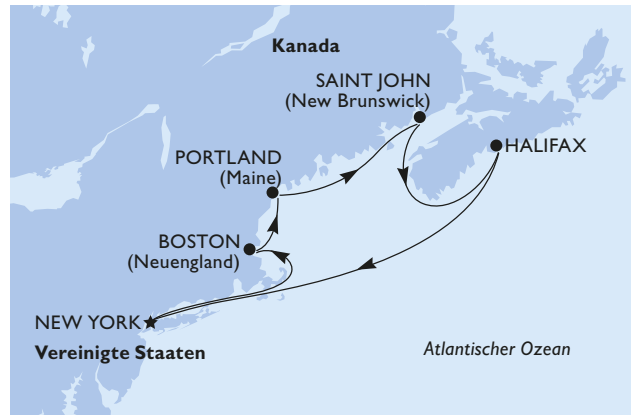 Kanada
SAINT JOHN
(New Brunswick)
HALIFAX
PORTLAND
(Maine)
BOSTON
(Neuengland)
NEW YORK
Vereinigte Staaten
Atlantischer Ozean